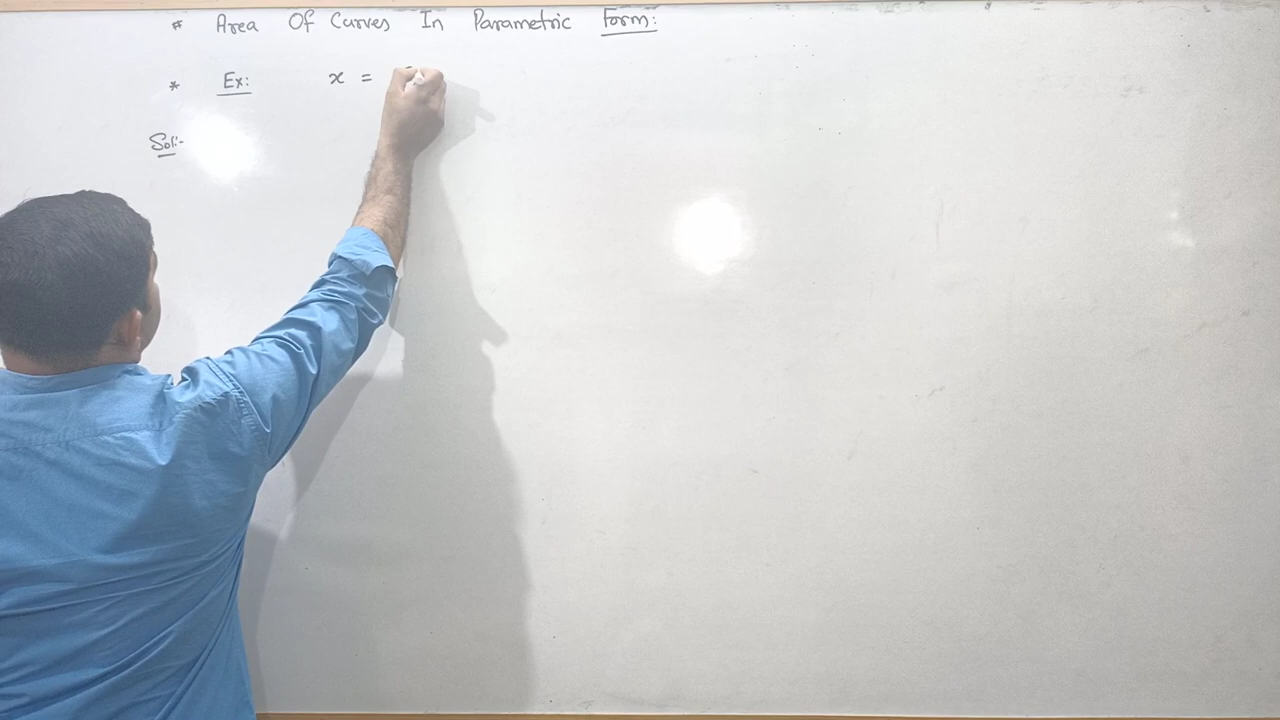 * Area Of Curves In Parametric Form:
* Ex: x =
Sol:-